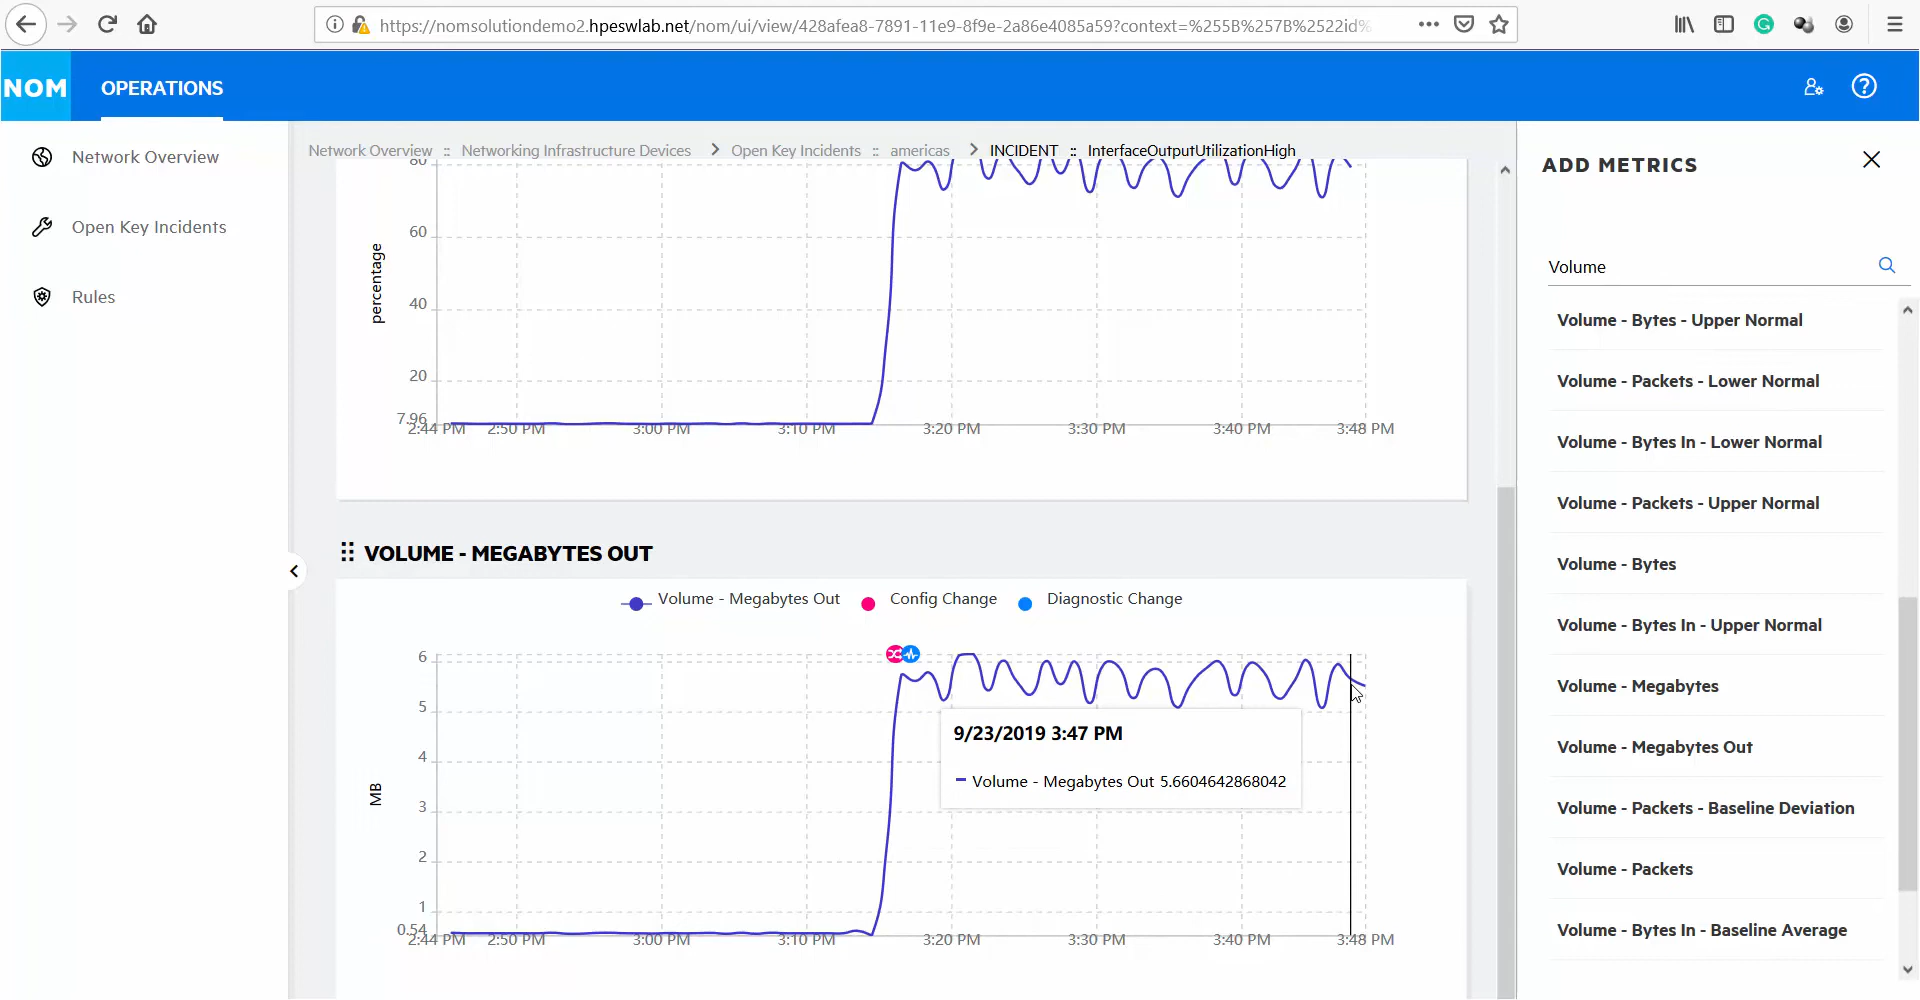 https://nomsolutiondemo2.hpeswlab.net/nom/ui/view/428afea8-7891-11e9-8f9e-2a86e4085a59?context=%255B%257B%2522id%
NOM
OPERATIONS
Network Overview
Open Key Incidents
Rules
Network Overview :: Networking Infrastructure Devices > Open Key Incidents :: americas > INCIDENT :: InterfaceOutputUtilizationHigh
80
60
40
20
7.96
percentage
2:44 PM 2:50 PM 3:00 PM 3:10 PM 3:20 PM 3:30 PM 3:40 PM 3:48 PM
VOLUME - MEGABYTES OUT
Volume - Megabytes Out Config Change Diagnostic Change
6
5
4
3
2
1
0.54
MB
9/23/2019 3:47 PM
Volume - Megabytes Out 5.6604642868042
2:44 PM 2:50 PM 3:00 PM 3:10 PM 3:20 PM 3:30 PM 3:40 PM 3:48 PM
ADD METRICS
Volume
Volume - Bytes - Upper Normal
Volume - Packets - Lower Normal
Volume - Bytes In - Lower Normal
Volume - Packets - Upper Normal
Volume - Bytes
Volume - Bytes In - Upper Normal
Volume - Megabytes
Volume - Megabytes Out
Volume - Packets - Baseline Deviation
Volume - Packets
Volume - Bytes In - Baseline Average